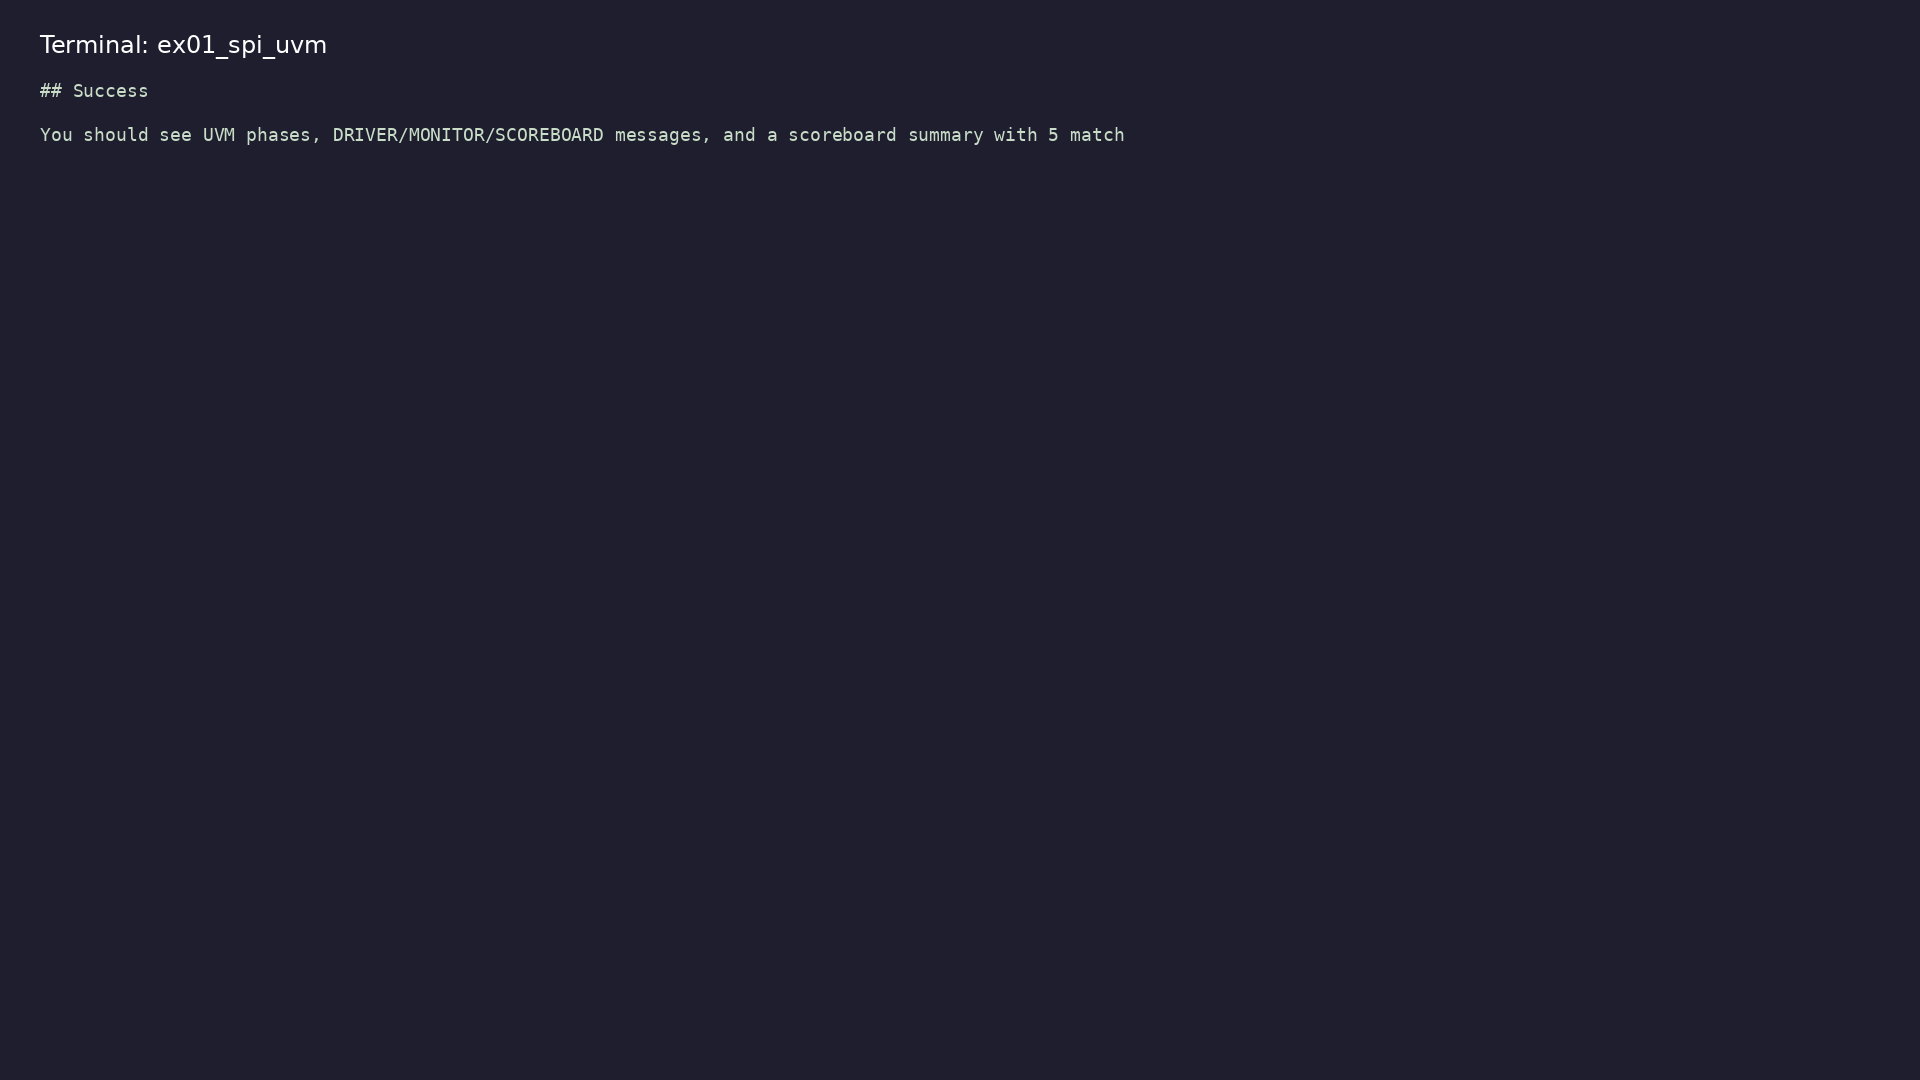 Terminal: ex01_spi_uvm
## Success
You should see UVM phases, DRIVER/MONITOR/SCOREBOARD messages, and a scoreboard summary with 5 match